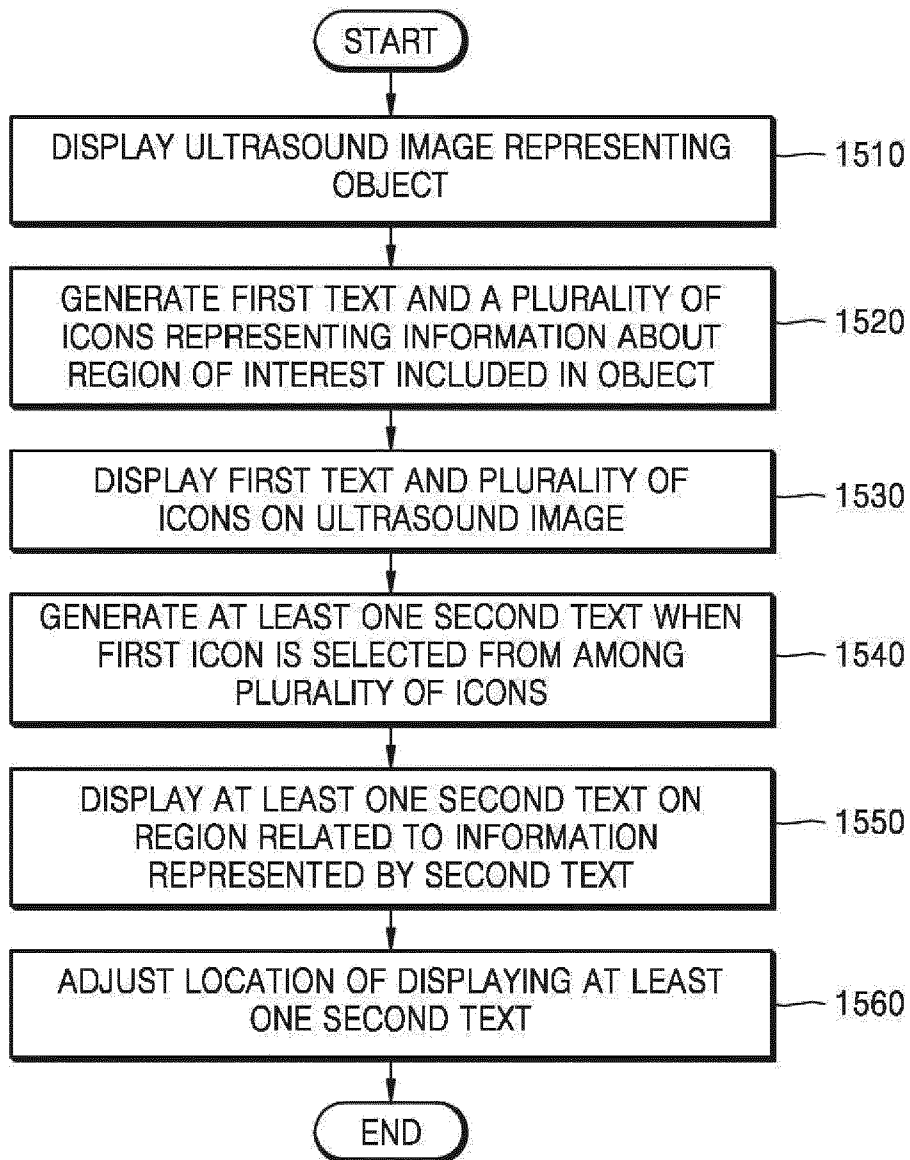 START
DISPLAY ULTRASOUND IMAGE REPRESENTING
OBJECT
1510
GENERATE FIRST TEXT AND A PLURALITY OF
ICONS REPRESENTING INFORMATION ABOUT
REGION OF INTEREST INCLUDED IN OBJECT
1520
DISPLAY FIRST TEXT AND PLURALITY OF
ICONS ON ULTRASOUND IMAGE
1530
GENERATE AT LEAST ONE SECOND TEXT WHEN
FIRST ICON IS SELECTED FROM AMONG
PLURALITY OF ICONS
1540
DISPLAY AT LEAST ONE SECOND TEXT ON
REGION RELATED TO INFORMATION
REPRESENTED BY SECOND TEXT
1550
ADJUST LOCATION OF DISPLAYING AT LEAST
ONE SECOND TEXT
1560
END